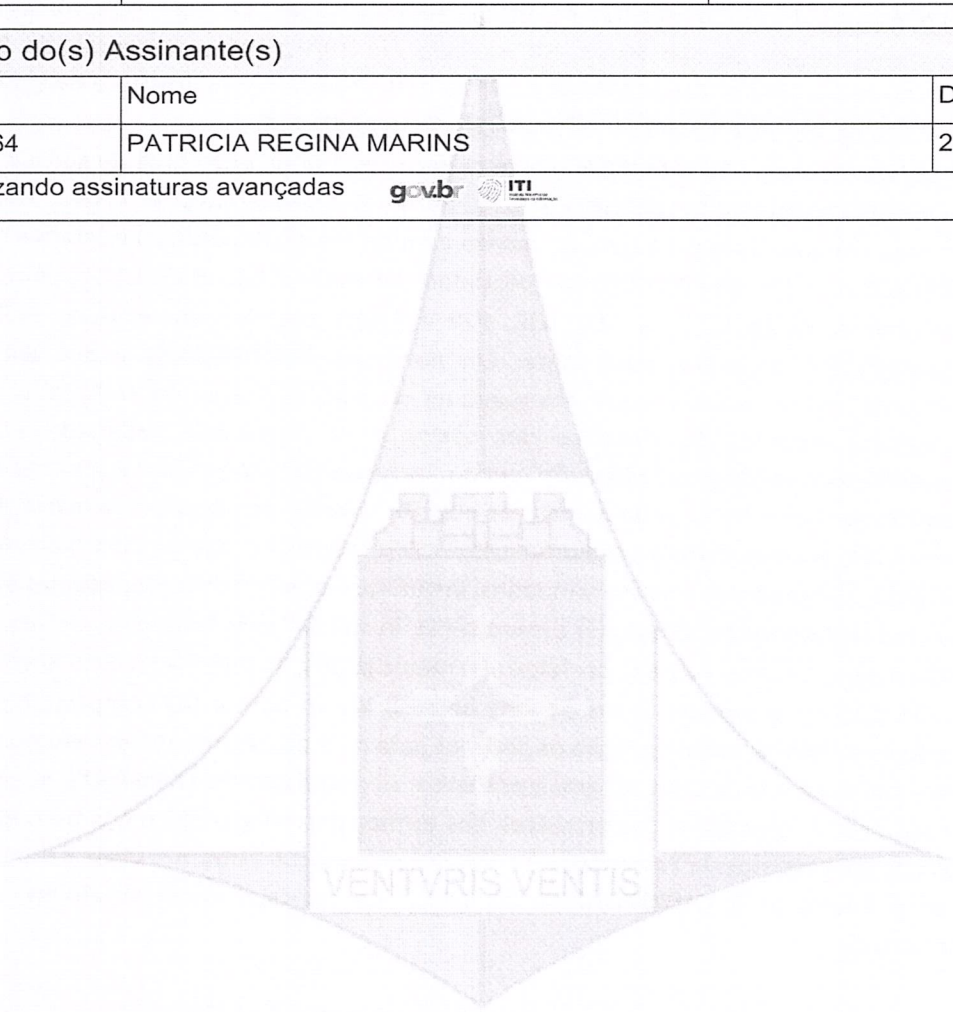 o do(s) Assinante(s)
Nome D
64 PATRICIA REGINA MARINS 2
zando assinaturas avançadas gov.br ITI
VENTVRIS VENTIS